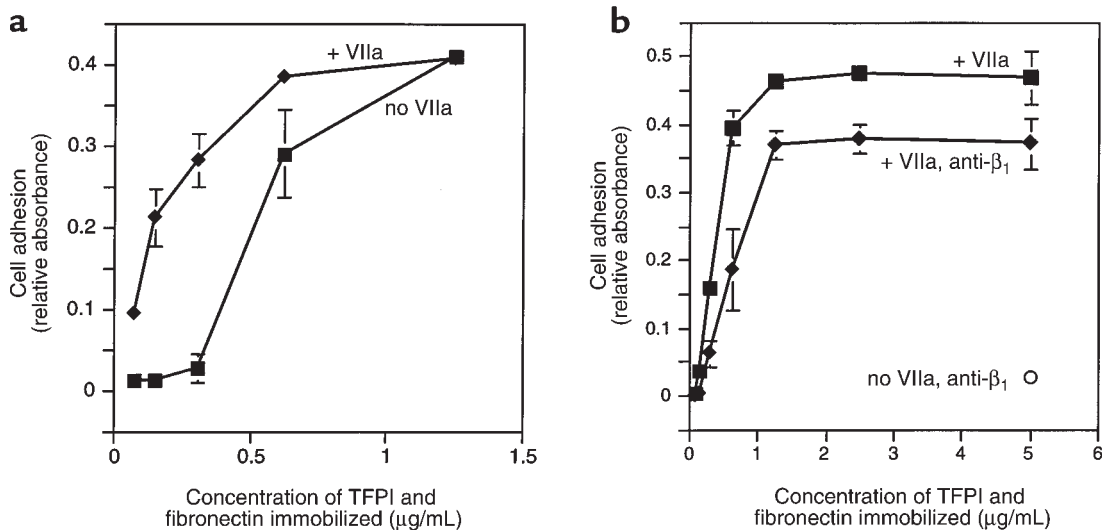 a
+ VIIa
no VIIa
0.4
0.3
0.2
0.1
0
Cell adhesion
(relative absorbance)
0
0.5
1
1.5
Concentration of TFPI and
fibronectin immobilized (μg/mL)
b
+ VIIa
+ VIIa, anti-β₁
no VIIa, anti-β₁
0.5
0.4
0.3
0.2
0.1
0
Cell adhesion
(relative absorbance)
0
1
2
3
4
5
6
Concentration of TFPI and
fibronectin immobilized (μg/mL)